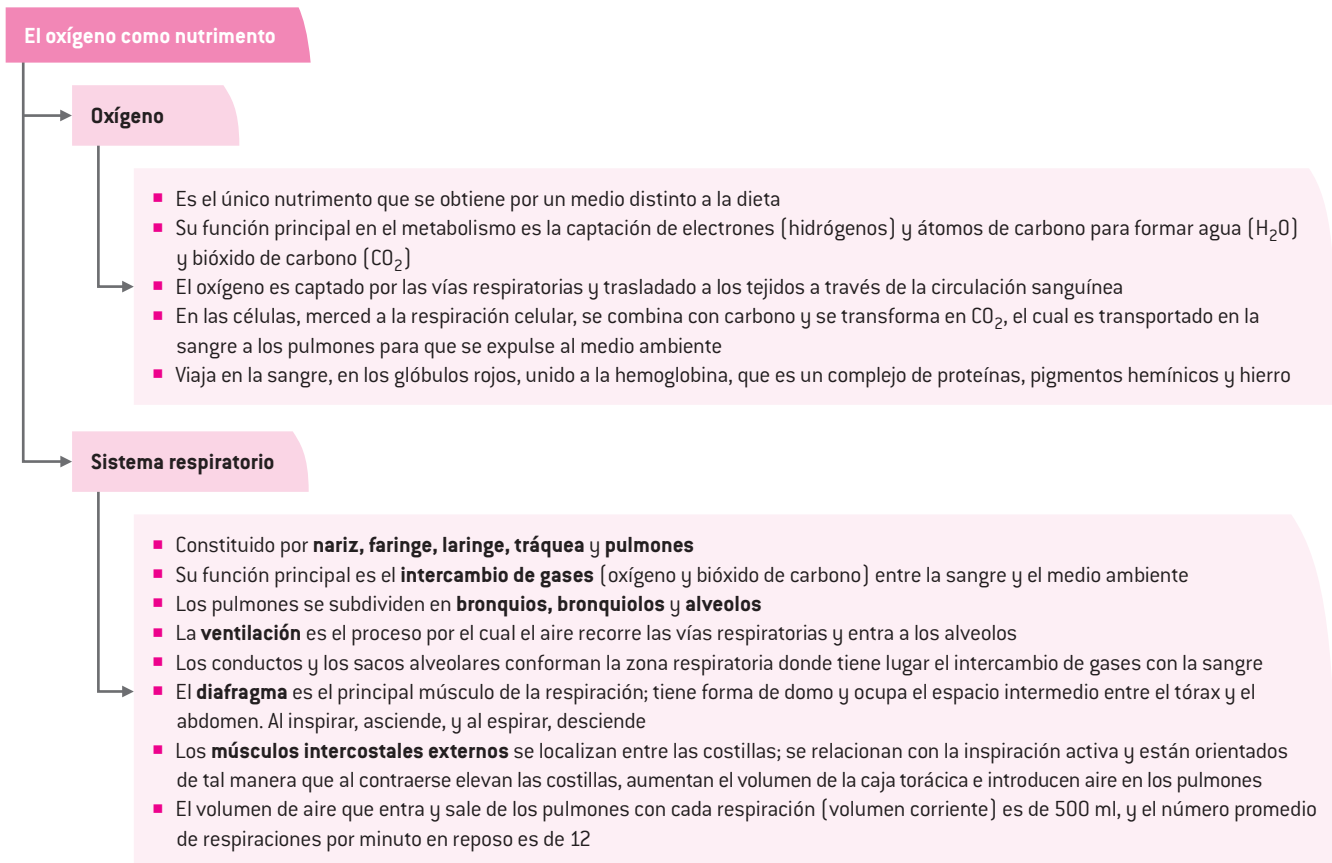 El oxígeno como nutrimento
Oxígeno
■ Es el único nutrimento que se obtiene por un medio distinto a la dieta
■ Su función principal en el metabolismo es la captación de electrones (hidrógenos) y átomos de carbono para formar agua (H₂O)
y bióxido de carbono (CO₂)
■ El oxígeno es captado por las vías respiratorias y trasladado a los tejidos a través de la circulación sanguínea
■ En las células, merced a la respiración celular, se combina con carbono y se transforma en CO₂, el cual es transportado en la
sangre a los pulmones para que se expulse al medio ambiente
■ Viaja en la sangre, en los glóbulos rojos, unido a la hemoglobina, que es un complejo de proteínas, pigmentos hemínicos y hierro
Sistema respiratorio
■ Constituido por nariz, faringe, laringe, tráquea y pulmones
■ Su función principal es el intercambio de gases (oxígeno y bióxido de carbono) entre la sangre y el medio ambiente
■ Los pulmones se subdividen en bronquios, bronquiolos y alveolos
■ La ventilación es el proceso por el cual el aire recorre las vías respiratorias y entra a los alveolos
■ Los conductos y los sacos alveolares conforman la zona respiratoria donde tiene lugar el intercambio de gases con la sangre
■ El diafragma es el principal músculo de la respiración; tiene forma de domo y ocupa el espacio intermedio entre el tórax y el
abdomen. Al inspirar, asciende, y al espirar, desciende
■ Los músculos intercostales externos se localizan entre las costillas; se relacionan con la inspiración activa y están orientados
de tal manera que al contraerse elevan las costillas, aumentan el volumen de la caja torácica e introducen aire en los pulmones
■ El volumen de aire que entra y sale de los pulmones con cada respiración (volumen corriente) es de 500 ml, y el número promedio
de respiraciones por minuto en reposo es de 12